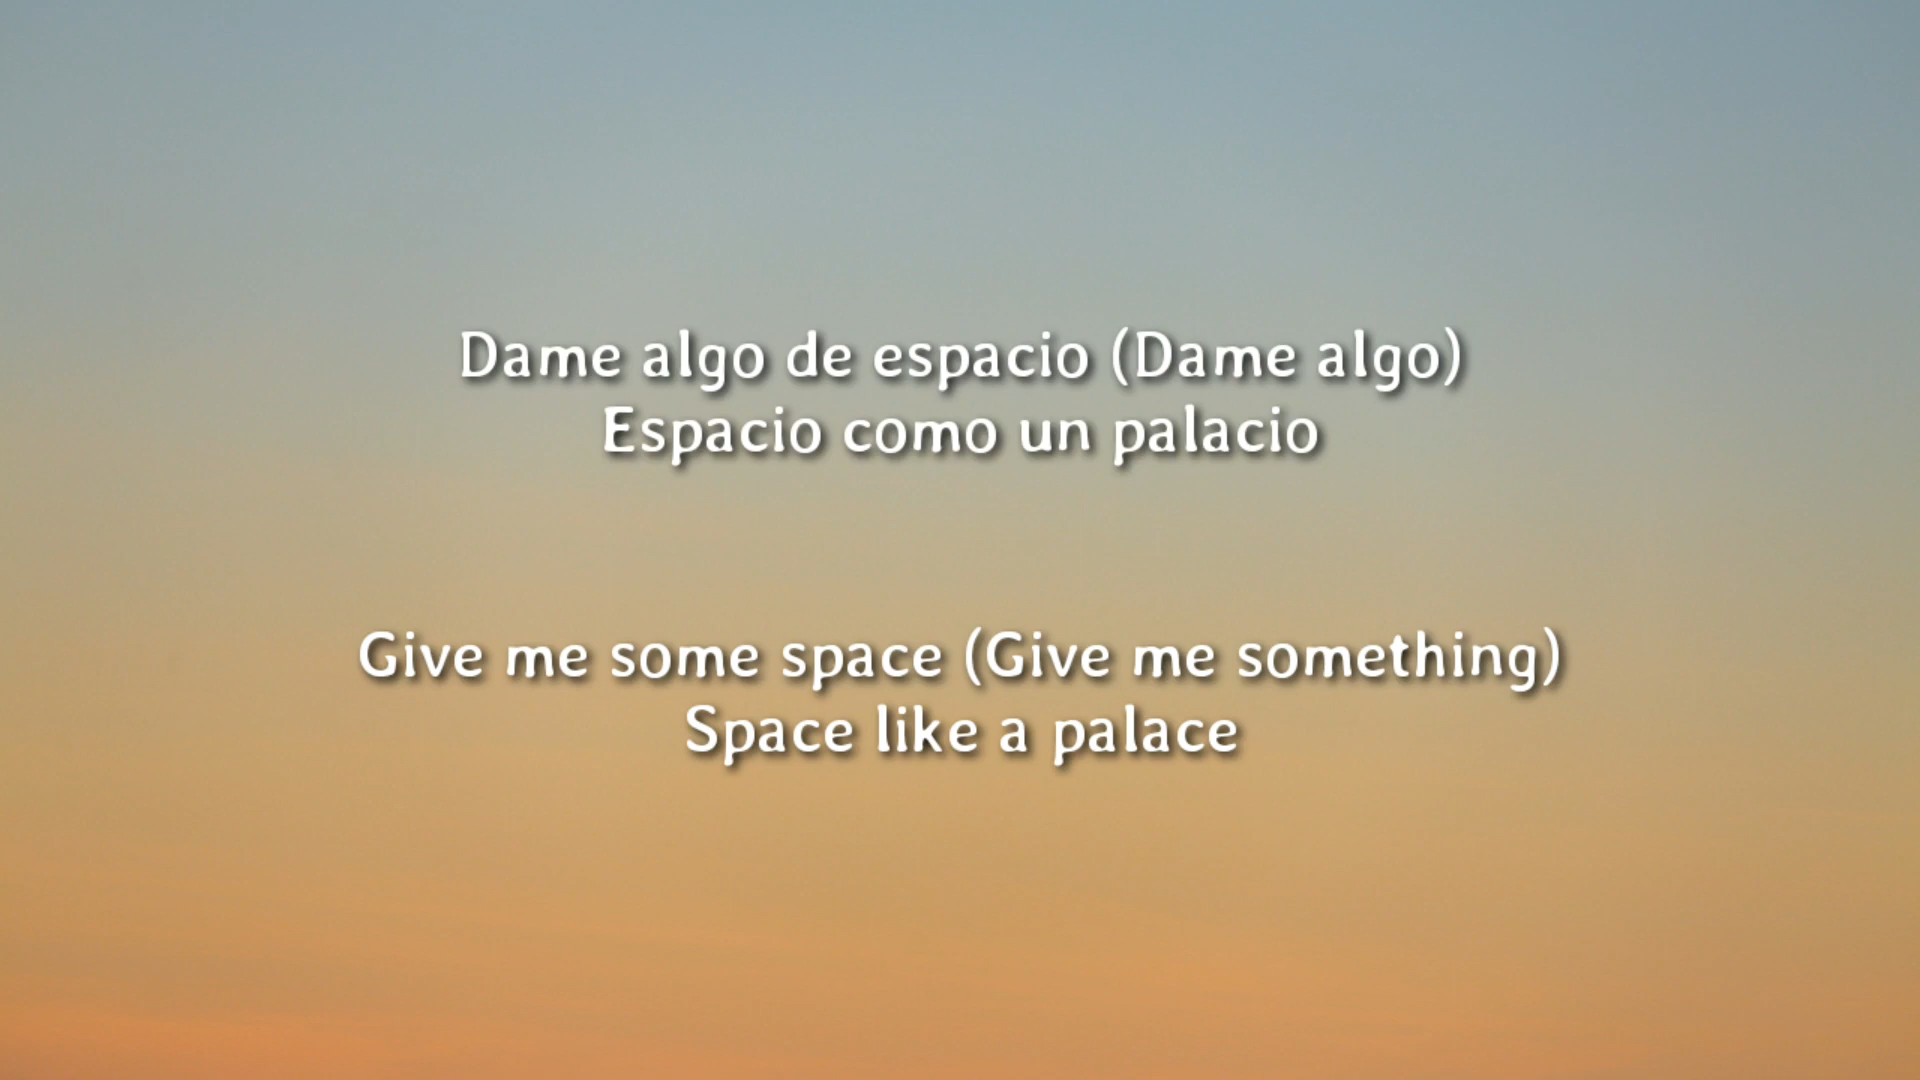 Dame algo de espacio (Dame algo)
Espacio como un palacio
Give me some space (Give me something)
Space like a palace